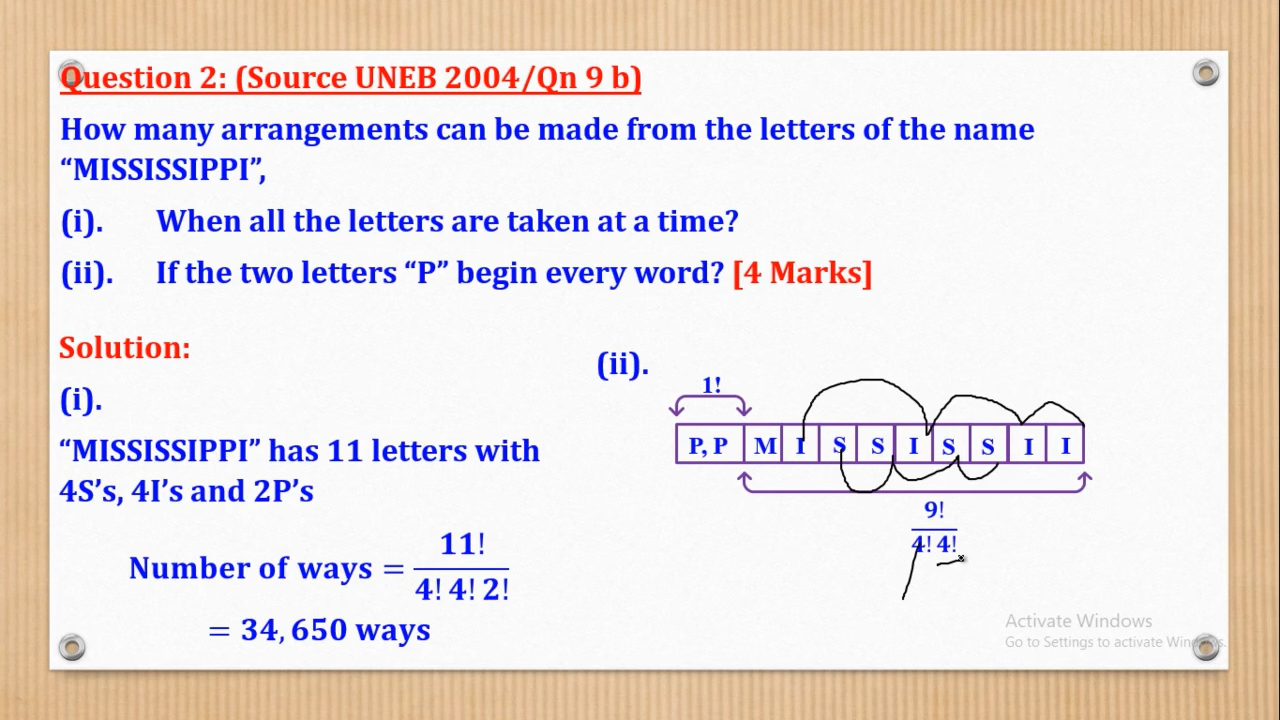 Question 2: (Source UNEB 2004/Qn 9 b)
How many arrangements can be made from the letters of the name
“MISSISSIPPI”,
(i). When all the letters are taken at a time?
(ii). If the two letters “P” begin every word? [4 Marks]
Solution:
(i).
“MISSISSIPPI” has 11 letters with
4S’s, 4I’s and 2P’s
Number of ways = 11! / 4! 4! 2!
= 34,650 ways
(ii).
1!
P, P M I S S I S S I I
9!
4! 4!
Activate Windows
Go to Settings to activate Windows.